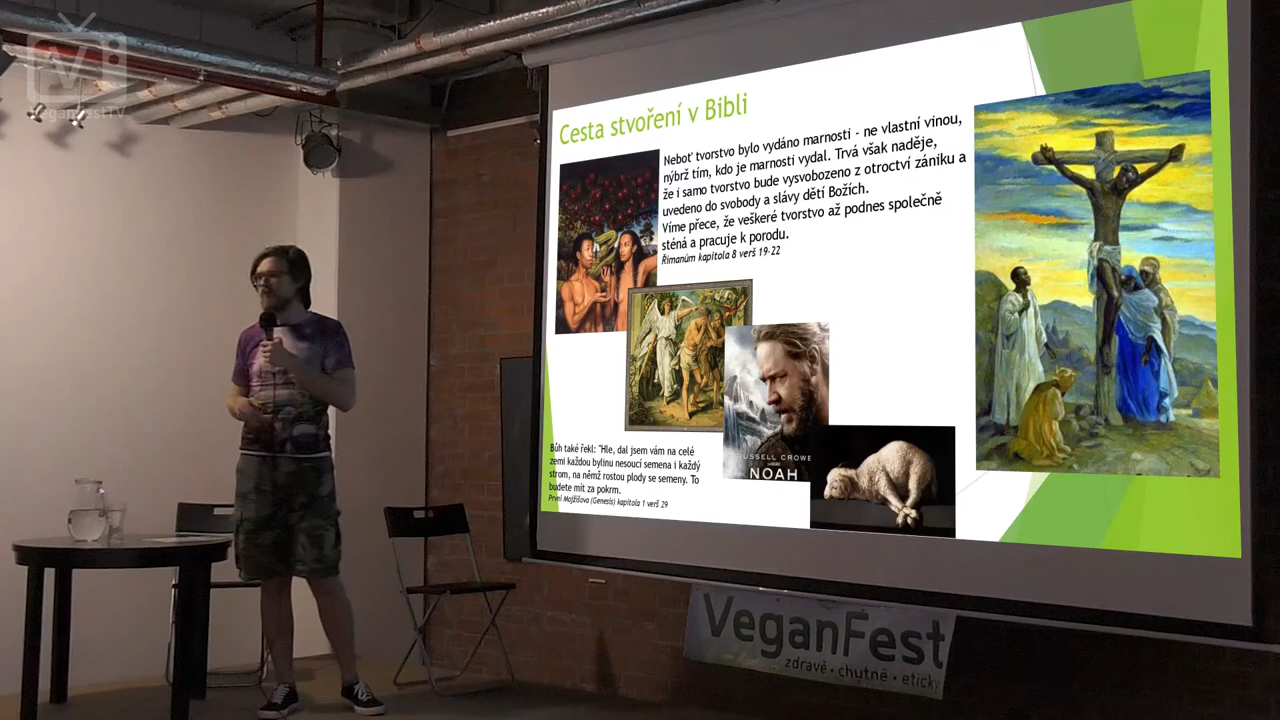 VeganFestTV
Cesta stvoření v Bibli
Neboť tvorstvo bylo vydáno marnosti - ne vlastní vinou,
nýbrž tím, kdo je marnosti vydal. Trvá však naděje,
že i samo tvorstvo bude vysvobozeno z otroctví zániku a
uvedeno do svobody a slávy dětí Božích.
Víme přece, že veškeré tvorstvo až podnes společně
sténá a pracuje k porodu.
Římanům kapitola 8 verš 19-22
RUSSELL CROWE
NOAH
Bůh také řekl: "Hle, dal jsem vám na celé
zemi každou bylinu nesoucí semena i každý
strom, na němž rostou plody se semeny. To
budete mít za pokrm.
První Mojžíšova (Genesis) kapitola 1 verš 29
VeganFest
zdravě • chutně • eticky